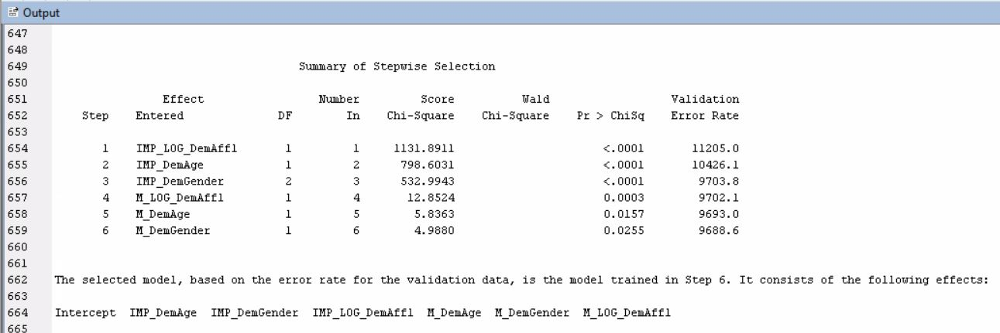 Output
647
648
649 Summary of Stepwise Selection
650
651 Effect Number Score Wald Validation
652 Step Entered DF In Chi-Square Chi-Square Pr > ChiSq Error Rate
653
654 1 IMP_LOG_DemAffl 1 1 1131.8911 <.0001 11205.0
655 2 IMP_DemAge 1 2 798.6031 <.0001 10426.1
656 3 IMP_DemGender 2 3 532.9943 <.0001 9703.8
657 4 M_LOG_DemAffl 1 4 12.8524 0.0003 9702.1
658 5 M_DemAge 1 5 5.8363 0.0157 9693.0
659 6 M_DemGender 1 6 4.9880 0.0255 9688.6
660
661
662 The selected model, based on the error rate for the validation data, is the model trained in Step 6. It consists of the following effects:
663
664 Intercept IMP_DemAge IMP_DemGender IMP_LOG_DemAffl M_DemAge M_DemGender M_LOG_DemAffl
665